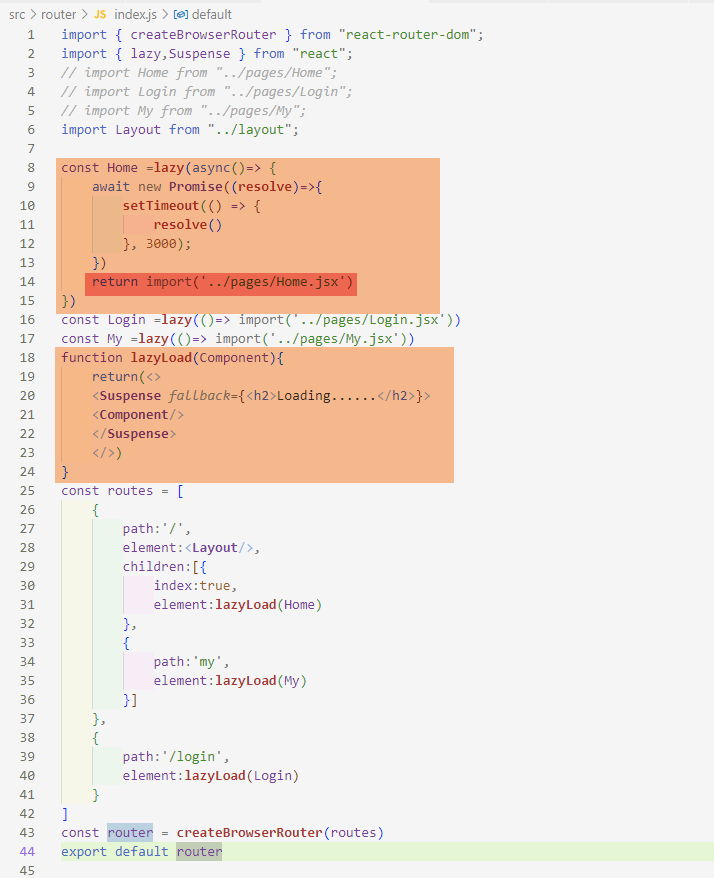 src > router > JS index.js > default
1 import { createBrowserRouter } from "react-router-dom";
2 import { lazy,Suspense } from "react";
3 // import Home from "../pages/Home";
4 // import Login from "../pages/Login";
5 // import My from "../pages/My";
6 import Layout from "../layout";
7
8 const Home =lazy(async()=> {
9     await new Promise((resolve)=>{
10         setTimeout(() => {
11             resolve()
12         }, 3000);
13     })
14     return import('../pages/Home.jsx')
15 })
16 const Login =lazy(()=> import('../pages/Login.jsx'))
17 const My =lazy(()=> import('../pages/My.jsx'))
18 function lazyLoad(Component){
19     return(<>
20     <Suspense fallback={<h2>Loading......</h2>}>
21     <Component/>
22     </Suspense>
23     </>)
24 }
25 const routes = [
26     {
27         path:'/',
28         element:<Layout/>,
29         children:[{
30             index:true,
31             element:lazyLoad(Home)
32         },
33         {
34             path:'my',
35             element:lazyLoad(My)
36         }]
37     },
38     {
39         path:'/login',
40         element:lazyLoad(Login)
41     }
42 ]
43 const router = createBrowserRouter(routes)
44 export default router
45